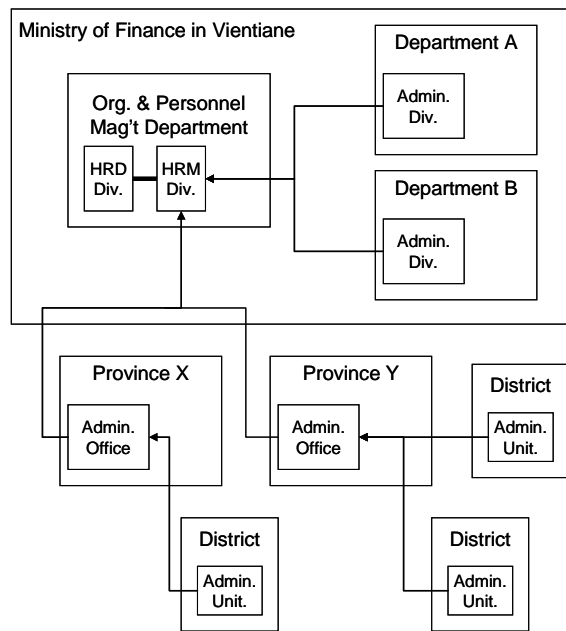 Ministry of Finance in Vientiane
Org. & Personnel
Mag't Department
HRD
Div.
HRM
Div.
Department A
Admin.
Div.
Department B
Admin.
Div.
Province X
Admin.
Office
Province Y
Admin.
Office
District
Admin.
Unit.
District
Admin.
Unit.
District
Admin.
Unit.